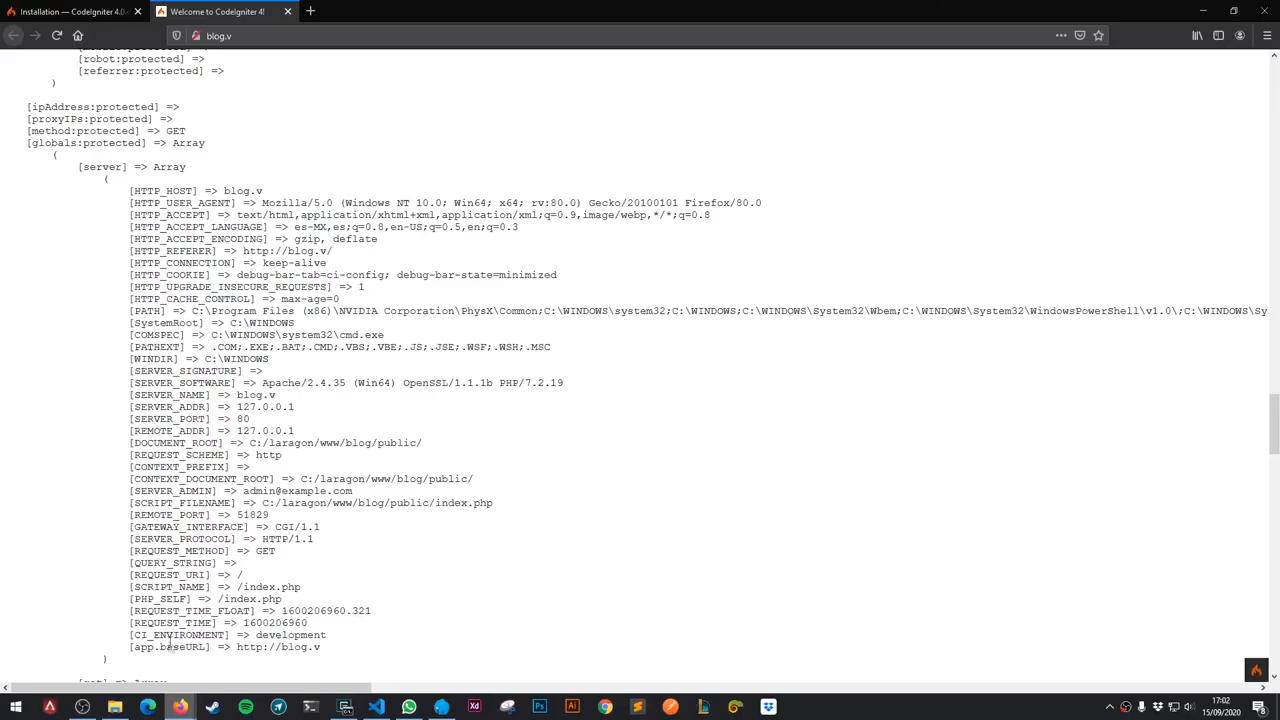 Installation — CodeIgniter 4.0.
Welcome to CodeIgniter 4!
blog.v
[robot:protected] =>
[referrer:protected] =>
)
[ipAddress:protected] =>
[proxyIPs:protected] =>
[method:protected] => GET
[globals:protected] => Array
(
[server] => Array
(
[HTTP_HOST] => blog.v
[HTTP_USER_AGENT] => Mozilla/5.0 (Windows NT 10.0; Win64; x64; rv:80.0) Gecko/20100101 Firefox/80.0
[HTTP_ACCEPT] => text/html,application/xhtml+xml,application/xml;q=0.9,image/webp,*/*;q=0.8
[HTTP_ACCEPT_LANGUAGE] => es-MX,es;q=0.8,en-US;q=0.5,en;q=0.3
[HTTP_ACCEPT_ENCODING] => gzip, deflate
[HTTP_REFERER] => http://blog.v/
[HTTP_CONNECTION] => keep-alive
[HTTP_COOKIE] => debug-bar-tab=ci-config; debug-bar-state=minimized
[HTTP_UPGRADE_INSECURE_REQUESTS] => 1
[HTTP_CACHE_CONTROL] => max-age=0
[PATH] => C:\Program Files (x86)\NVIDIA Corporation\PhysX\Common;C:\WINDOWS\system32;C:\WINDOWS;C:\WINDOWS\System32\Wbem;C:\WINDOWS\System32\WindowsPowerShell\v1.0\;C:\WINDOWS\Sy
[SystemRoot] => C:\WINDOWS
[COMSPEC] => C:\WINDOWS\system32\cmd.exe
[PATHEXT] => .COM;.EXE;.BAT;.CMD;.VBS;.VBE;.JS;.JSE;.WSF;.WSH;.MSC
[WINDIR] => C:\WINDOWS
[SERVER_SIGNATURE] =>
[SERVER_SOFTWARE] => Apache/2.4.35 (Win64) OpenSSL/1.1.1b PHP/7.2.19
[SERVER_NAME] => blog.v
[SERVER_ADDR] => 127.0.0.1
[SERVER_PORT] => 80
[REMOTE_ADDR] => 127.0.0.1
[DOCUMENT_ROOT] => C:/laragon/www/blog/public/
[REQUEST_SCHEME] => http
[CONTEXT_PREFIX] =>
[CONTEXT_DOCUMENT_ROOT] => C:/laragon/www/blog/public/
[SERVER_ADMIN] => admin@example.com
[SCRIPT_FILENAME] => C:/laragon/www/blog/public/index.php
[REMOTE_PORT] => 51829
[GATEWAY_INTERFACE] => CGI/1.1
[SERVER_PROTOCOL] => HTTP/1.1
[REQUEST_METHOD] => GET
[QUERY_STRING] =>
[REQUEST_URI] => /
[SCRIPT_NAME] => /index.php
[PHP_SELF] => /index.php
[REQUEST_TIME_FLOAT] => 1600206960.321
[REQUEST_TIME] => 1600206960
[CI_ENVIRONMENT] => development
[app.baseURL] => http://blog.v
)
17:02
15/09/2020